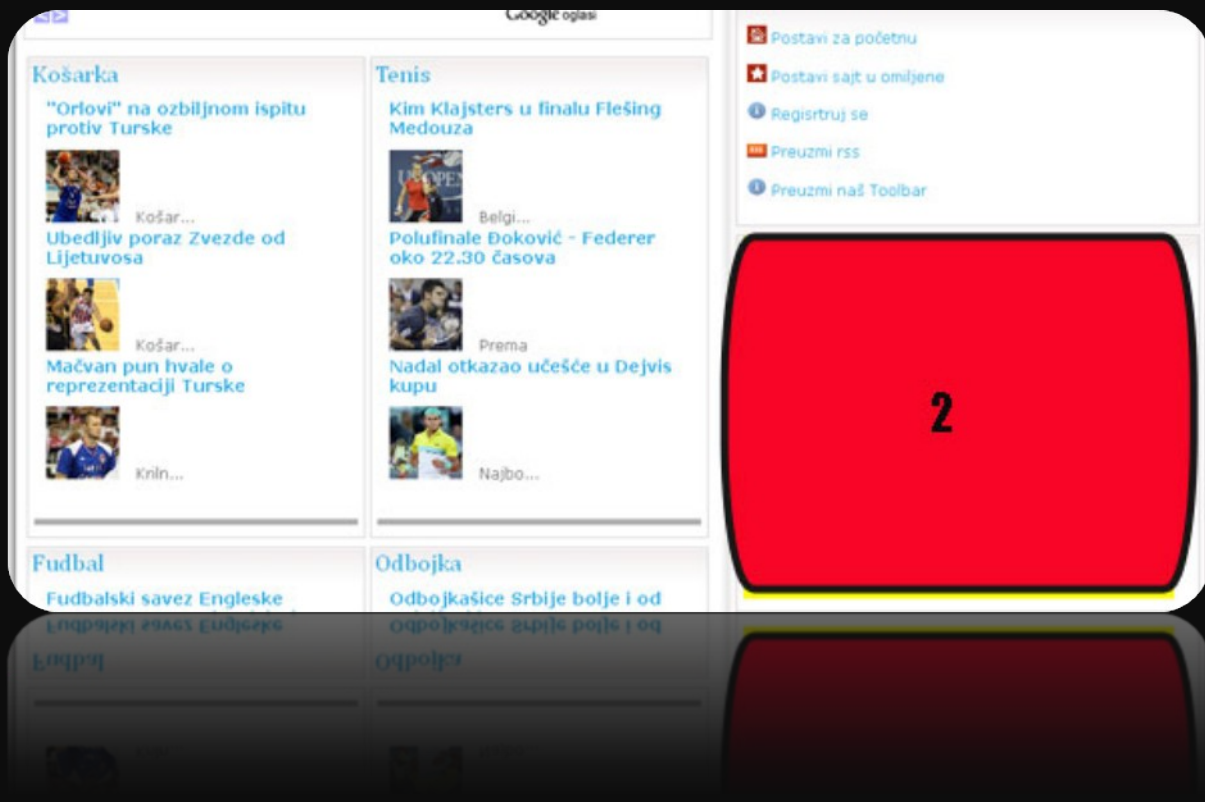 Google oglasi
Košarka
"Orlovi" na ozbiljnom ispitu
protiv Turske
Košar...
Ubedljiv poraz Zvezde od
Lijetuvosa
Košar...
Mačvan pun hvale o
reprezentaciji Turske
Kriln...
Tenis
Kim Klajsters u finalu Flešing
Medouza
Belgi...
Polufinale Đoković - Federer
oko 22.30 časova
Prema
Nadal otkazao učešće u Dejvis
kupu
Najbo...
Fudbal
Fudbalski savez Engleske
Odbojka
Odbojkašice Srbije bolje i od
Postavi za početnu
Postavi sajt u omiljene
Regisrtruj se
Preuzmi rss
Preuzmi naš Toolbar
2